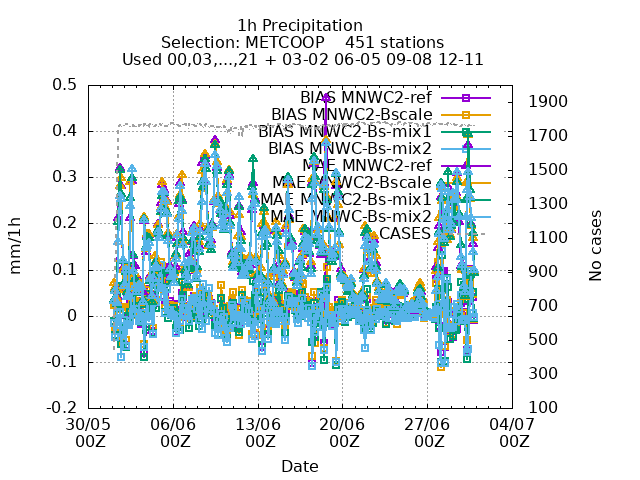 1h Precipitation
Selection: METCOOP 451 stations
Used 00,03,...,21 + 03-02 06-05 09-08 12-11
BIAS MNWC2-ref
BIAS MNWC2-Bscale
BIAS MNWC2-Bs-mix1
BIAS MNWC-Bs-mix2
MAE MNWC2-ref
MAE MNWC2-Bscale
MAE MNWC2-Bs-mix1
MAE MNWC-Bs-mix2
CASES
0.5
0.4
0.3
0.2
0.1
0
-0.1
-0.2
mm/1h
1900
1700
1500
1300
1100
900
700
500
300
100
No cases
30/05 06/06 13/06 20/06 27/06 04/07
00Z 00Z 00Z 00Z 00Z 00Z
Date